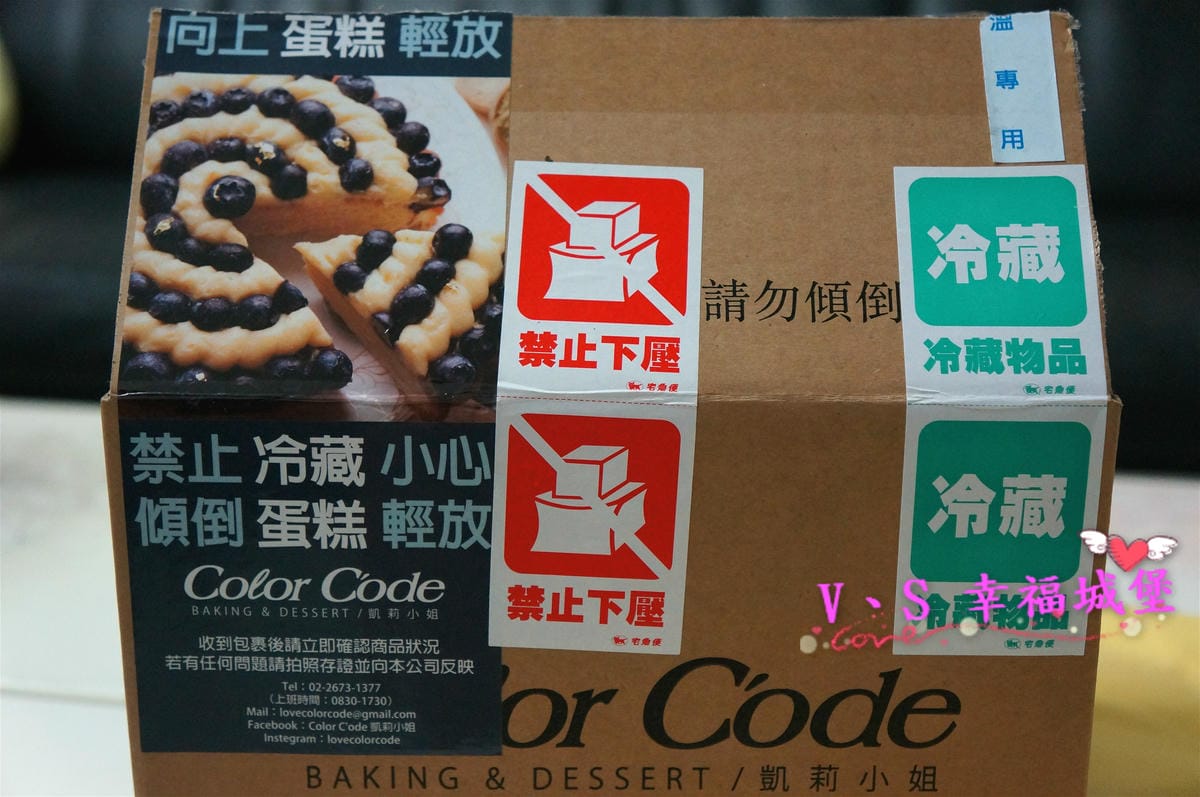 向上 蛋糕 輕放
禁止 冷藏 小心
傾倒 蛋糕 輕放
Color C'ode
BAKING & DESSERT / 凱莉小姐
收到包裹後請立即確認商品狀況
若有任何問題請拍照存證並向本公司反映
Tel：02-2673-1377
（上班時間：0830-1730）
Mail：lovecolorcode@gmail.com
Facebook：Color C'ode 凱莉小姐
Instegram：lovecolorcode
禁止下壓
宅急便
禁止下壓
宅急便
請勿傾倒
溫專用
冷藏
冷藏物品
宅急便
冷藏
冷藏物品
宅急便
V、S 幸福城堡
Love
or C'ode
BAKING & DESSERT / 凱莉小姐